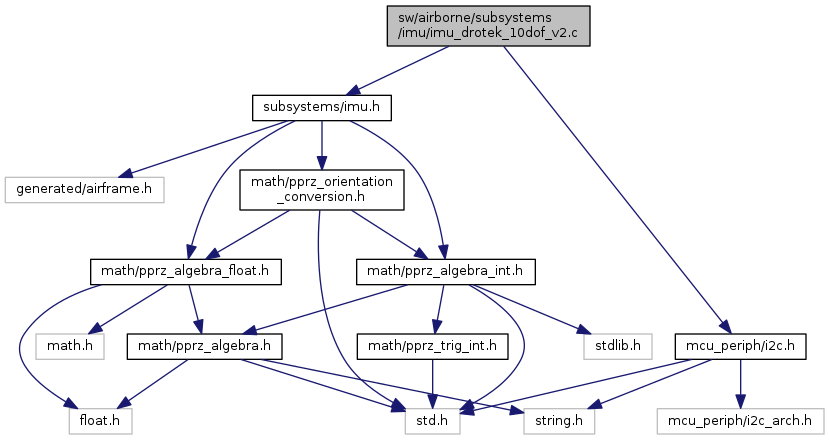 sw/airborne/subsystems
/imu/imu_drotek_10dof_v2.c
subsystems/imu.h
generated/airframe.h
math/pprz_orientation
_conversion.h
math/pprz_algebra_float.h
math/pprz_algebra_int.h
math.h
math/pprz_algebra.h
math/pprz_trig_int.h
stdlib.h
mcu_periph/i2c.h
float.h
std.h
string.h
mcu_periph/i2c_arch.h